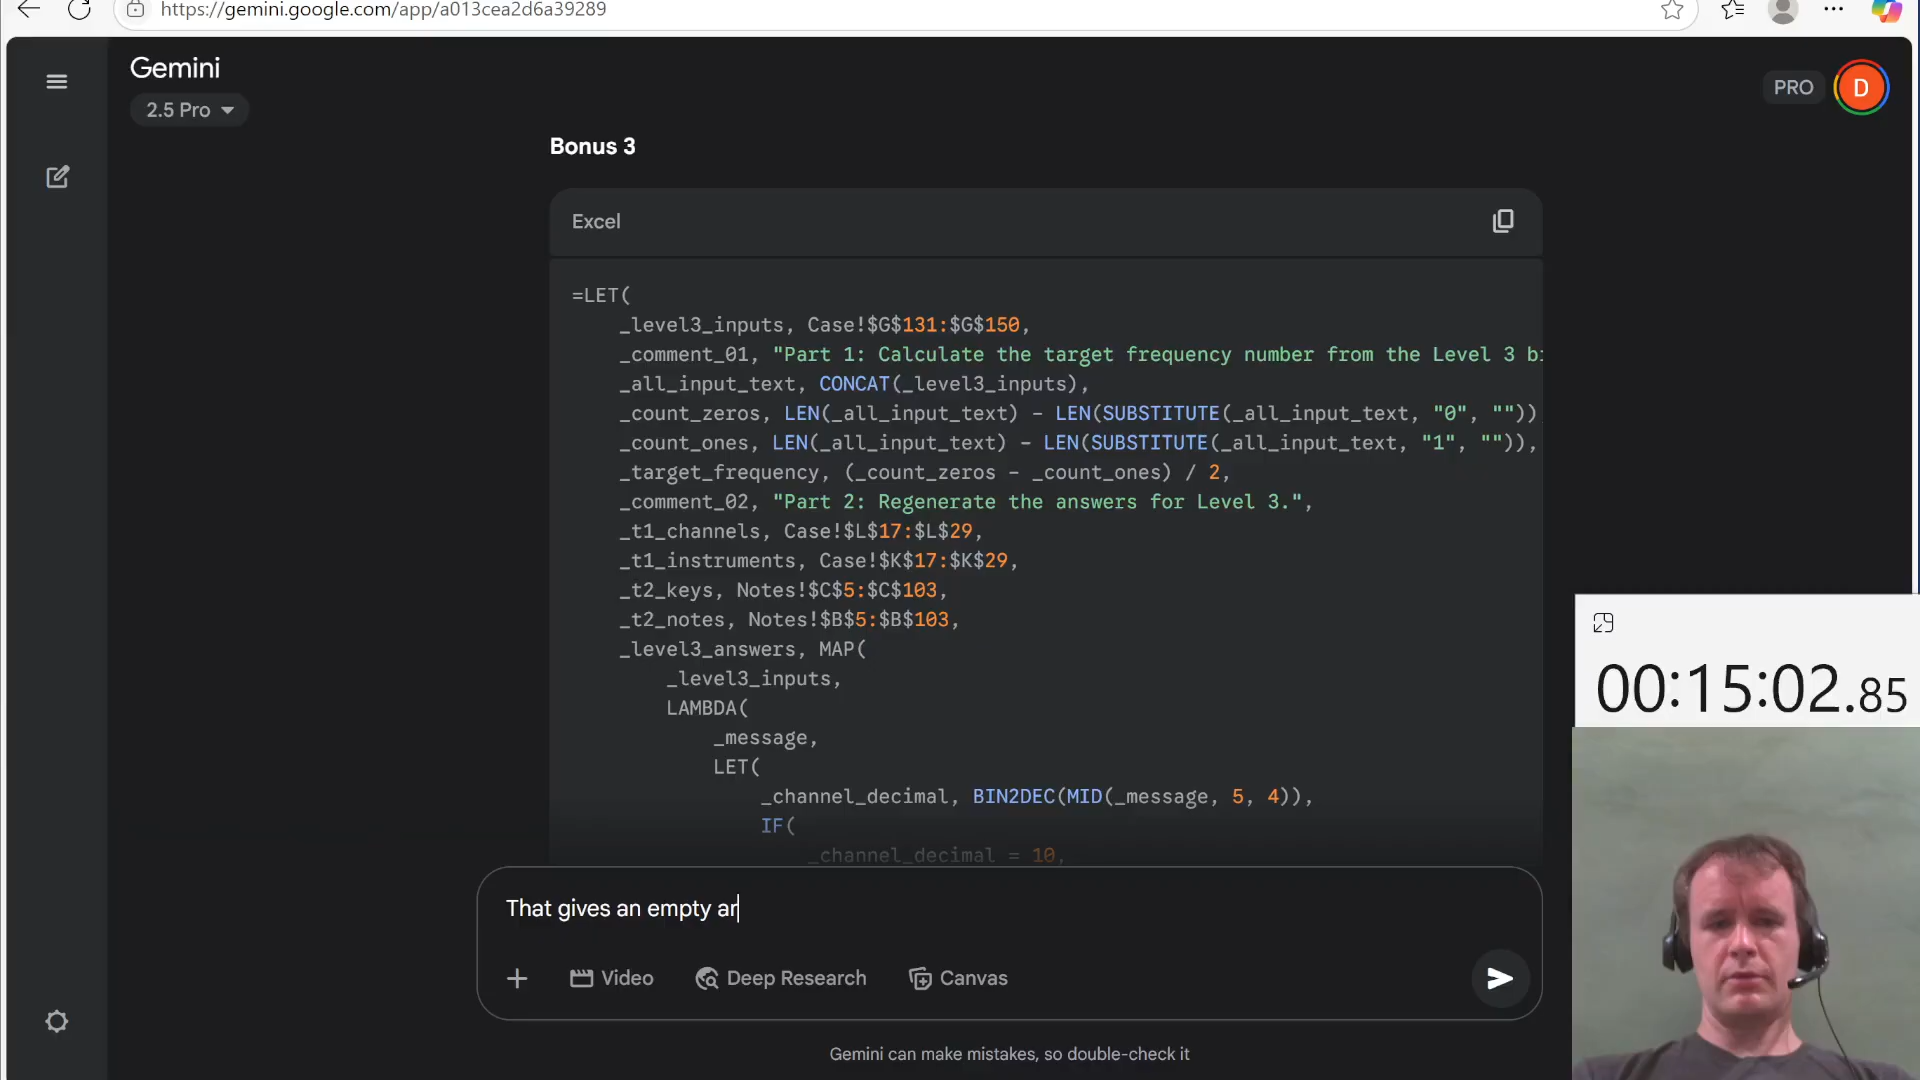 https://gemini.google.com/app/a013cea2d6a39289
Gemini
2.5 Pro
PRO
D
Bonus 3
Excel
=LET(
_level3_inputs, Case!$G$131:$G$150,
_comment_01, "Part 1: Calculate the target frequency number from the Level 3 bi
_all_input_text, CONCAT(_level3_inputs),
_count_zeros, LEN(_all_input_text) - LEN(SUBSTITUTE(_all_input_text, "0", ""))
_count_ones, LEN(_all_input_text) - LEN(SUBSTITUTE(_all_input_text, "1", "")),
_target_frequency, (_count_zeros - _count_ones) / 2,
_comment_02, "Part 2: Regenerate the answers for Level 3.",
_t1_channels, Case!$L$17:$L$29,
_t1_instruments, Case!$K$17:$K$29,
_t2_keys, Notes!$C$5:$C$103,
_t2_notes, Notes!$B$5:$B$103,
_level3_answers, MAP(
_level3_inputs,
LAMBDA(
_message,
LET(
_channel_decimal, BIN2DEC(MID(_message, 5, 4)),
IF(
_channel_decimal = 10,
That gives an empty ar
Video
Deep Research
Canvas
Gemini can make mistakes, so double-check it
00:15:02.85